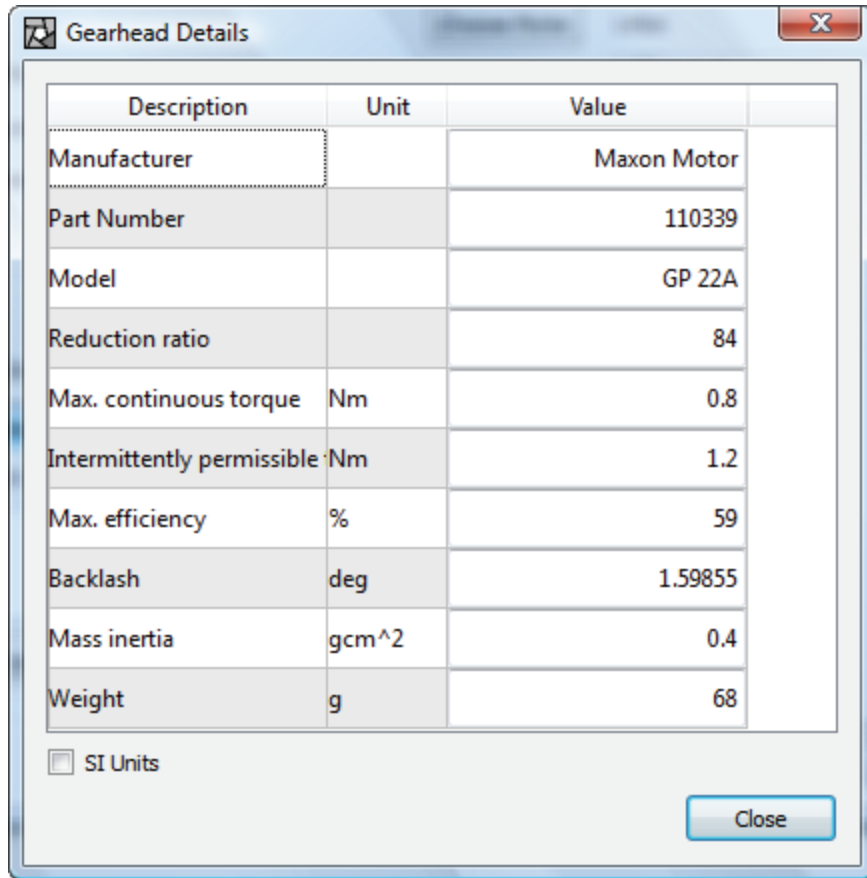 Gearhead Details
Description Unit Value
Manufacturer Maxon Motor
Part Number 110339
Model GP 22A
Reduction ratio 84
Max. continuous torque Nm 0.8
Intermittently permissible Nm 1.2
Max. efficiency % 59
Backlash deg 1.59855
Mass inertia gcm^2 0.4
Weight g 68
SI Units
Close